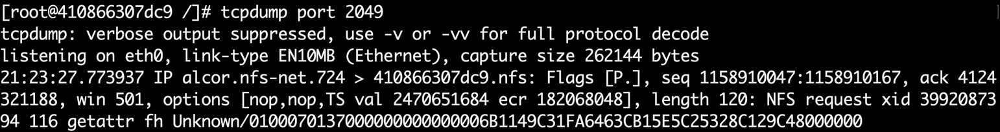 [root@410866307dc9 /]# tcpdump port 2049
tcpdump: verbose output suppressed, use -v or -vv for full protocol decode
listening on eth0, link-type EN10MB (Ethernet), capture size 262144 bytes
21:23:27.773937 IP alcor.nfs-net.724 > 410866307dc9.nfs: Flags [P.], seq 1158910047:1158910167, ack 4124
321188, win 501, options [nop,nop,TS val 2470651684 ecr 182068048], length 120: NFS request xid 39920873
94 116 getattr fh Unknown/0100070137000000000000006B1149C31FA6463CB15E5C25328C129C48000000